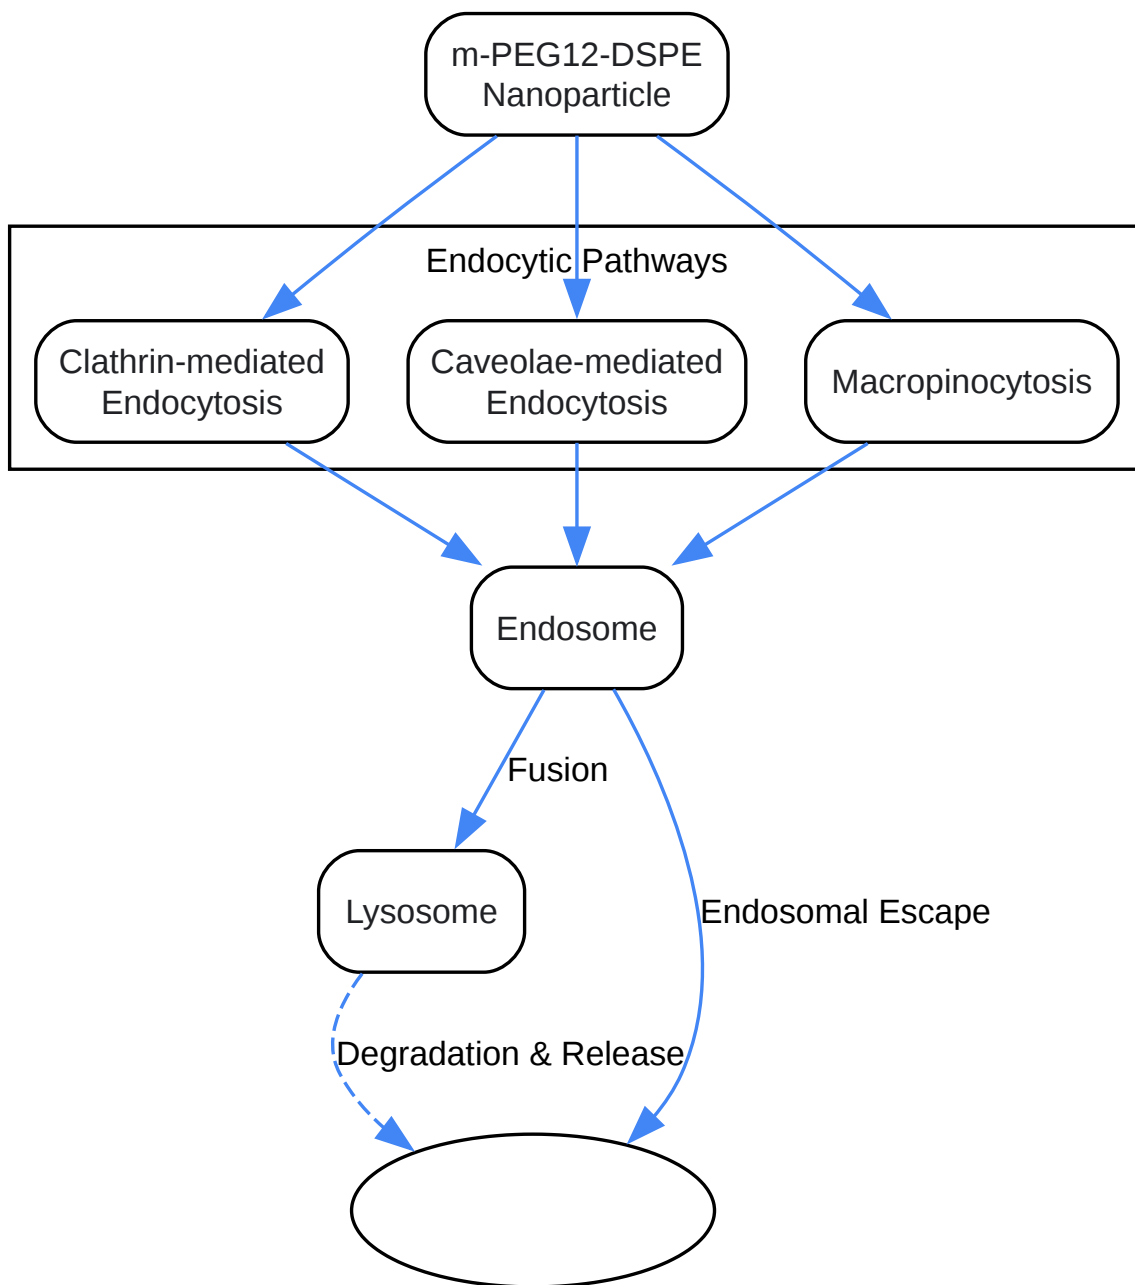 m-PEG12-DSPE
Nanoparticle
Endocytic Pathways
Clathrin-mediated
Endocytosis
Caveolae-mediated
Endocytosis
Macropinocytosis
Endosome
Fusion
Lysosome
Endosomal Escape
Degradation & Release